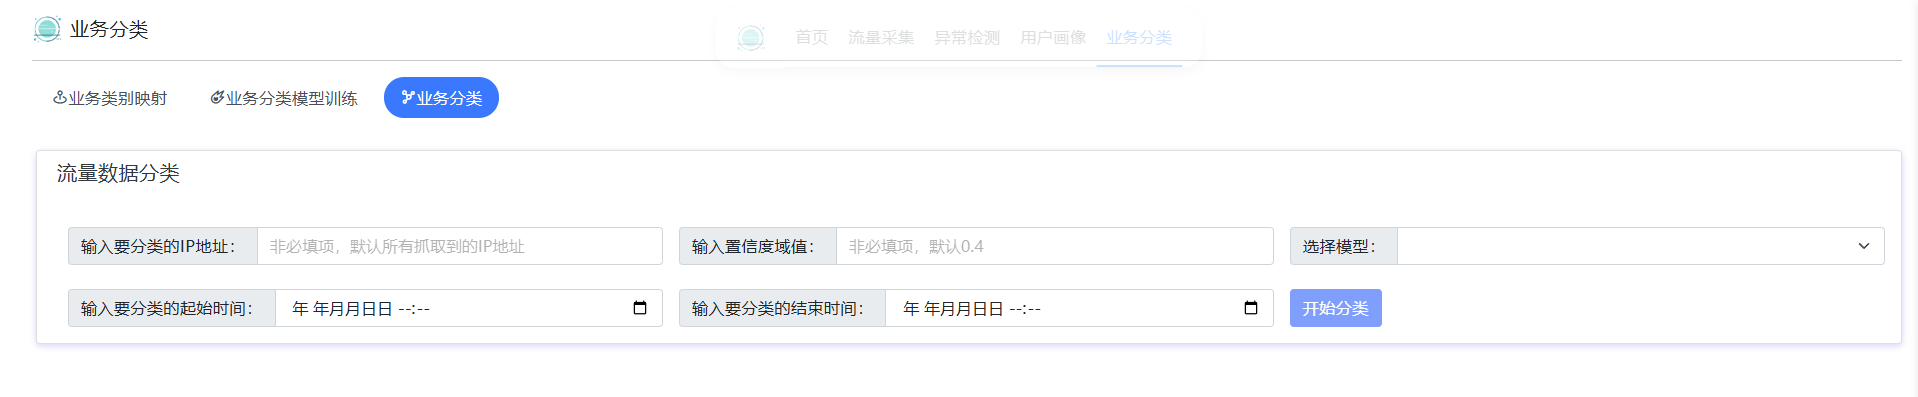 业务分类
首页 流量采集 异常检测 用户画像 业务分类
业务类别映射 业务分类模型训练 业务分类
流量数据分类
输入要分类的IP地址： 非必填项，默认所有抓取到的IP地址 输入置信度域值： 非必填项，默认0.4 选择模型：
输入要分类的起始时间： 年 年月月日日 --:-- 输入要分类的结束时间： 年 年月月日日 --:-- 开始分类